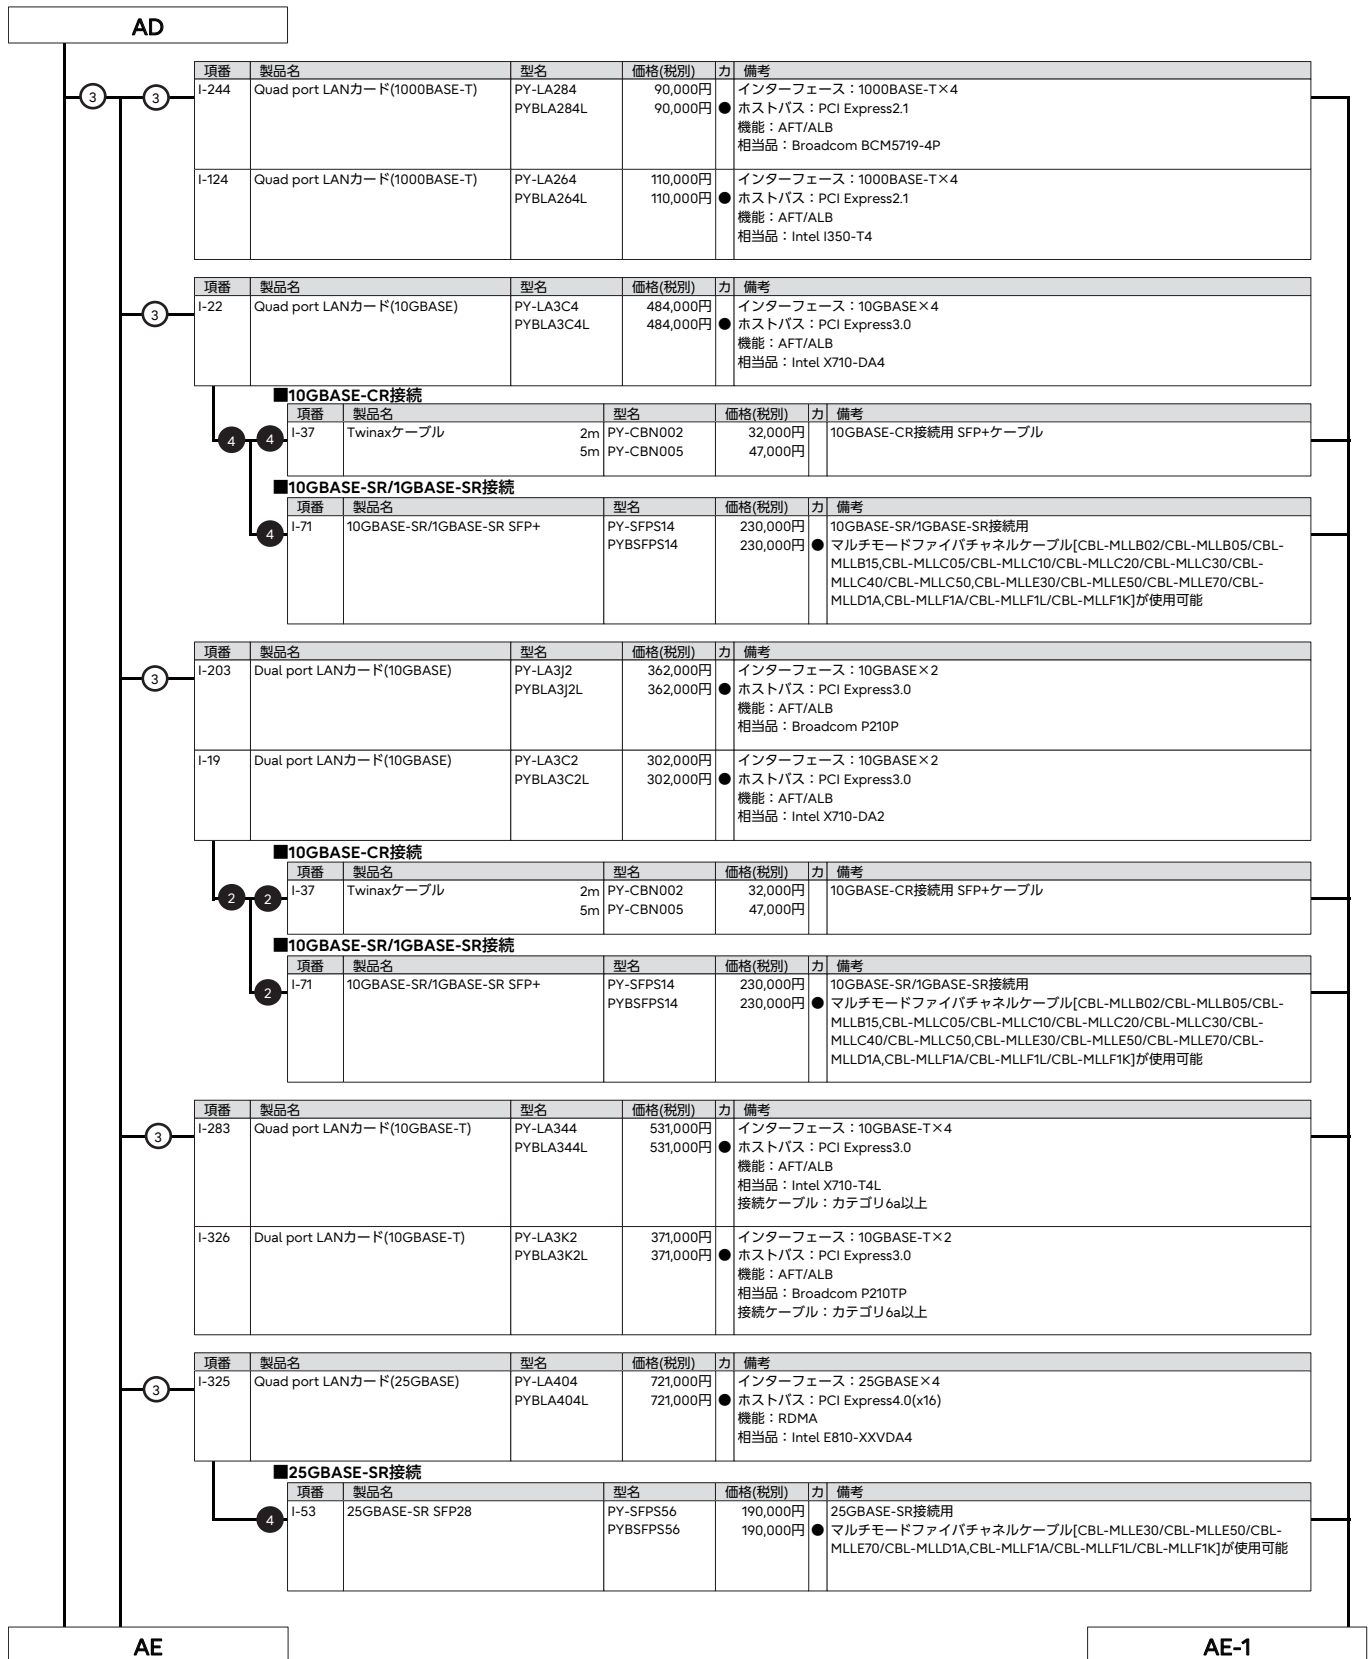 AD
項番 製品名 型名 価格(税別) カ 備考
3 3 I-244 Quad port LANカード(1000BASE-T) PY-LA284 90,000円 インターフェース：1000BASE-T×4
PYBLA284L 90,000円 ● ホストバス：PCI Express2.1
機能：AFT/ALB
相当品：Broadcom BCM5719-4P
I-124 Quad port LANカード(1000BASE-T) PY-LA264 110,000円 インターフェース：1000BASE-T×4
PYBLA264L 110,000円 ● ホストバス：PCI Express2.1
機能：AFT/ALB
相当品：Intel I350-T4
項番 製品名 型名 価格(税別) カ 備考
3 I-22 Quad port LANカード(10GBASE) PY-LA3C4 484,000円 インターフェース：10GBASE×4
PYBLA3C4L 484,000円 ● ホストバス：PCI Express3.0
機能：AFT/ALB
相当品：Intel X710-DA4
■10GBASE-CR接続
項番 製品名 型名 価格(税別) カ 備考
4 4 I-37 Twinaxケーブル 2m PY-CBN002 32,000円 10GBASE-CR接続用 SFP+ケーブル
5m PY-CBN005 47,000円
■10GBASE-SR/1GBASE-SR接続
項番 製品名 型名 価格(税別) カ 備考
4 I-71 10GBASE-SR/1GBASE-SR SFP+ PY-SFPS14 230,000円 10GBASE-SR/1GBASE-SR接続用
PYBSFPS14 230,000円 ● マルチモードファイバチャネルケーブル[CBL-MLLB02/CBL-MLLB05/CBL-
MLLB15,CBL-MLLC05/CBL-MLLC10/CBL-MLLC20/CBL-MLLC30/CBL-
MLLC40/CBL-MLLC50,CBL-MLLE30/CBL-MLLE50/CBL-MLLE70/CBL-
MLLD1A,CBL-MLLF1A/CBL-MLLF1L/CBL-MLLF1K]が使用可能
項番 製品名 型名 価格(税別) カ 備考
3 I-203 Dual port LANカード(10GBASE) PY-LA3J2 362,000円 インターフェース：10GBASE×2
PYBLA3J2L 362,000円 ● ホストバス：PCI Express3.0
機能：AFT/ALB
相当品：Broadcom P210P
I-19 Dual port LANカード(10GBASE) PY-LA3C2 302,000円 インターフェース：10GBASE×2
PYBLA3C2L 302,000円 ● ホストバス：PCI Express3.0
機能：AFT/ALB
相当品：Intel X710-DA2
■10GBASE-CR接続
項番 製品名 型名 価格(税別) カ 備考
2 2 I-37 Twinaxケーブル 2m PY-CBN002 32,000円 10GBASE-CR接続用 SFP+ケーブル
5m PY-CBN005 47,000円
■10GBASE-SR/1GBASE-SR接続
項番 製品名 型名 価格(税別) カ 備考
2 I-71 10GBASE-SR/1GBASE-SR SFP+ PY-SFPS14 230,000円 10GBASE-SR/1GBASE-SR接続用
PYBSFPS14 230,000円 ● マルチモードファイバチャネルケーブル[CBL-MLLB02/CBL-MLLB05/CBL-
MLLB15,CBL-MLLC05/CBL-MLLC10/CBL-MLLC20/CBL-MLLC30/CBL-
MLLC40/CBL-MLLC50,CBL-MLLE30/CBL-MLLE50/CBL-MLLE70/CBL-
MLLD1A,CBL-MLLF1A/CBL-MLLF1L/CBL-MLLF1K]が使用可能
項番 製品名 型名 価格(税別) カ 備考
3 I-283 Quad port LANカード(10GBASE-T) PY-LA344 531,000円 インターフェース：10GBASE-T×4
PYBLA344L 531,000円 ● ホストバス：PCI Express3.0
機能：AFT/ALB
相当品：Intel X710-T4L
接続ケーブル：カテゴリ6a以上
I-326 Dual port LANカード(10GBASE-T) PY-LA3K2 371,000円 インターフェース：10GBASE-T×2
PYBLA3K2L 371,000円 ● ホストバス：PCI Express3.0
機能：AFT/ALB
相当品：Broadcom P210TP
接続ケーブル：カテゴリ6a以上
項番 製品名 型名 価格(税別) カ 備考
3 I-325 Quad port LANカード(25GBASE) PY-LA404 721,000円 インターフェース：25GBASE×4
PYBLA404L 721,000円 ● ホストバス：PCI Express4.0(x16)
機能：RDMA
相当品：Intel E810-XXVDA4
■25GBASE-SR接続
項番 製品名 型名 価格(税別) カ 備考
4 I-53 25GBASE-SR SFP28 PY-SFPS56 190,000円 25GBASE-SR接続用
PYBSFPS56 190,000円 ● マルチモードファイバチャネルケーブル[CBL-MLLE30/CBL-MLLE50/CBL-
MLLE70/CBL-MLLD1A,CBL-MLLF1A/CBL-MLLF1L/CBL-MLLF1K]が使用可能
AE AE-1